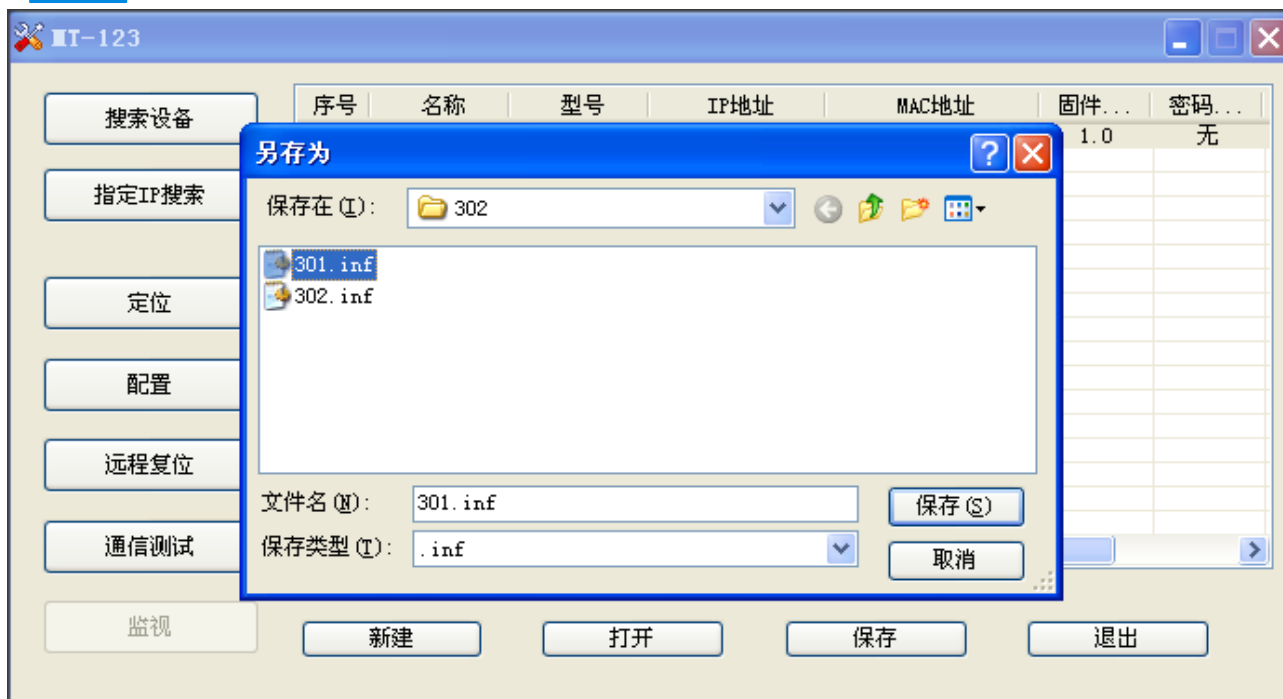 MT-123
搜索设备
序号 名称 型号 IP地址 MAC地址 固件... 密码...
1.0 无
另存为
指定IP搜索
保存在(I): 302
301.inf
302.inf
定位
配置
远程复位
文件名(N): 301.inf 保存(S)
通信测试
保存类型(T): .inf 取消
监视
新建 打开 保存 退出